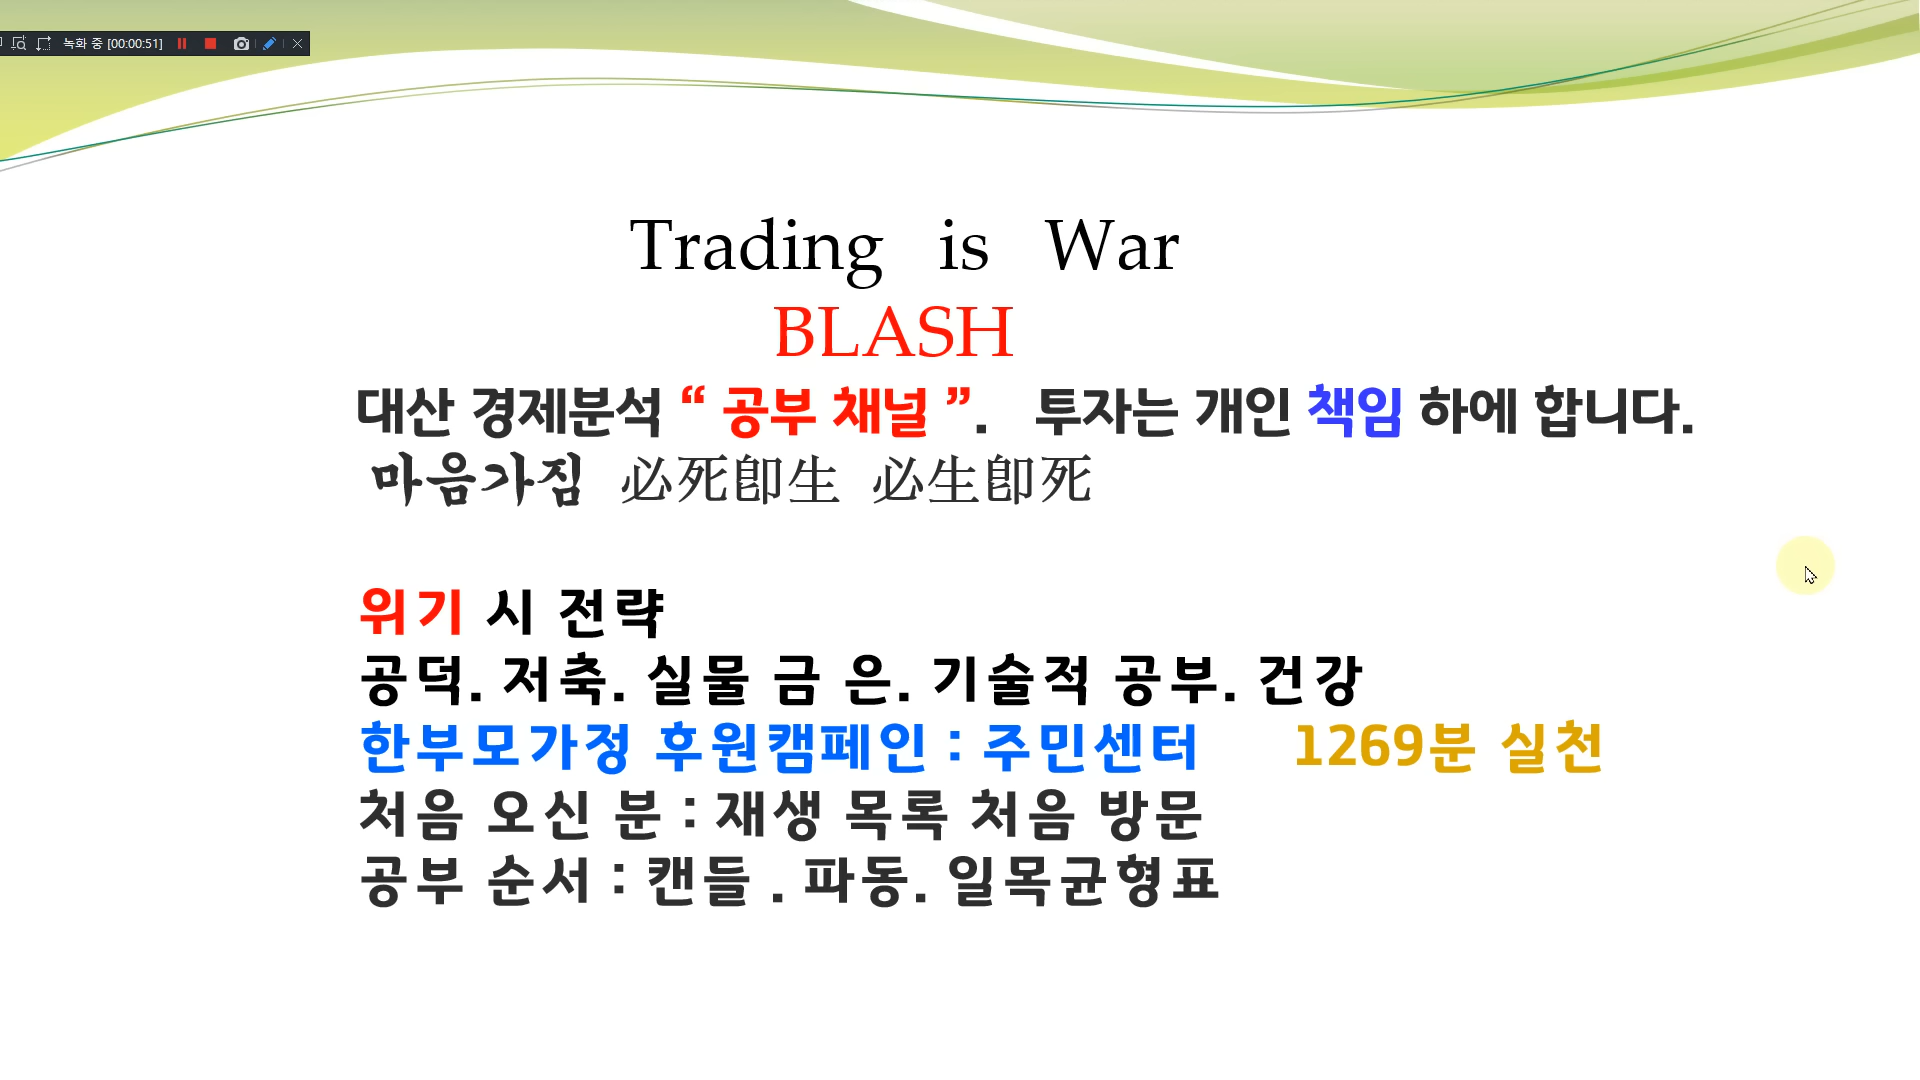 녹화 중 [00:00:51]
Trading is War
BLASH
대산 경제분석 “ 공부 채널 ”. 투자는 개인 책임 하에 합니다.
마음가짐 必死卽生 必生卽死
위기 시 전략
공덕. 저축. 실물 금 은. 기술적 공부. 건강
한부모가정 후원캠페인 : 주민센터 1269분 실천
처음 오신 분 : 재생 목록 처음 방문
공부 순서 : 캔들 . 파동. 일목균형표